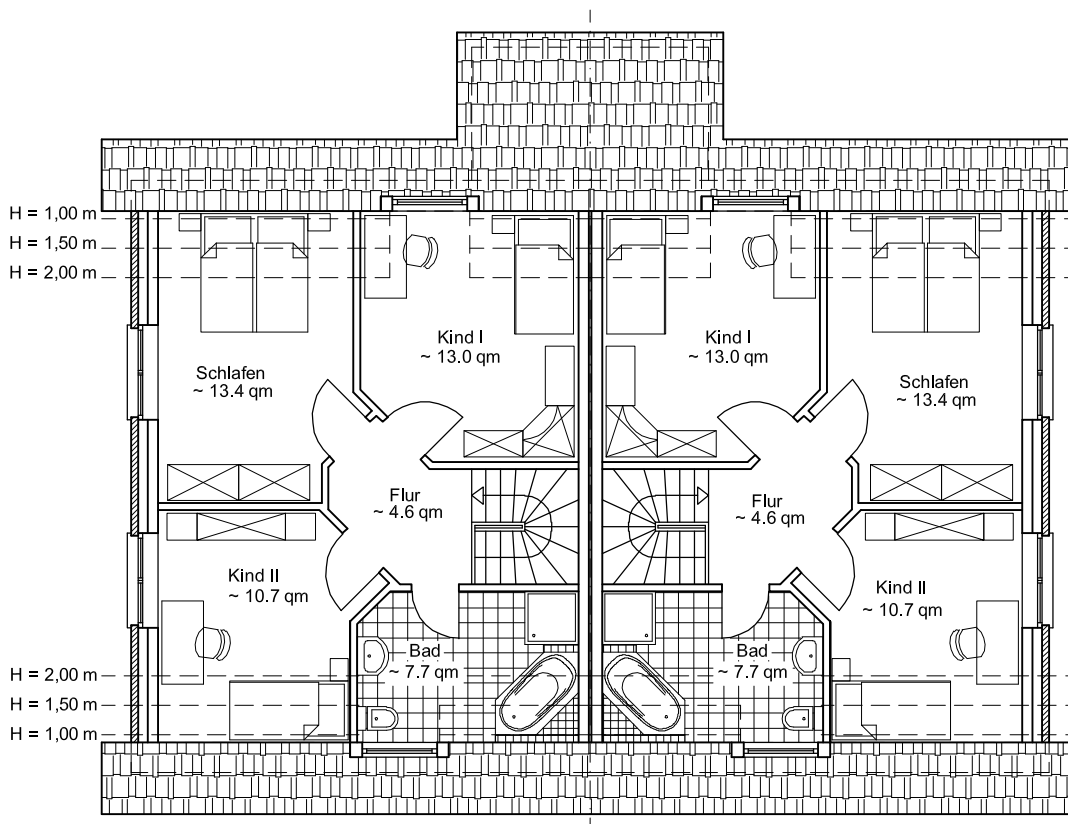 H = 1,00 m
H = 1,50 m
H = 2,00 m
Kind I
~ 13.0 qm
Kind I
~ 13.0 qm
Schlafen
~ 13.4 qm
Schlafen
~ 13.4 qm
Flur
~ 4.6 qm
Flur
~ 4.6 qm
Kind II
~ 10.7 qm
Kind II
~ 10.7 qm
Bad
~ 7.7 qm
Bad
~ 7.7 qm
H = 2,00 m
H = 1,50 m
H = 1,00 m